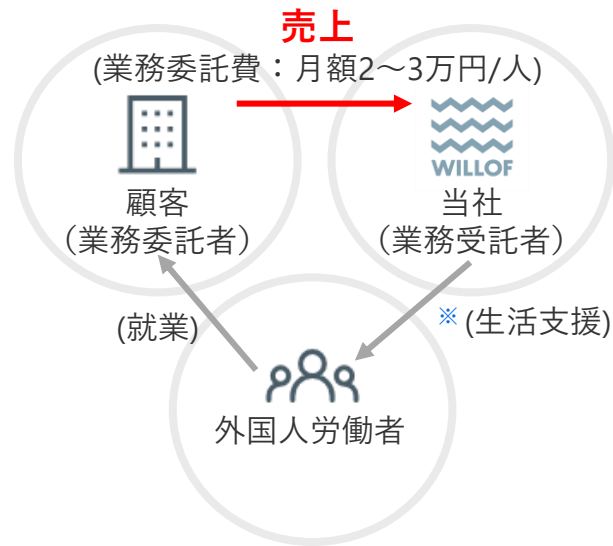 売上
(業務委託費：月額2～3万円/人)
WILLOF
顧客
（業務委託者）
当社
（業務受託者）
(就業)
※(生活支援)
外国人労働者